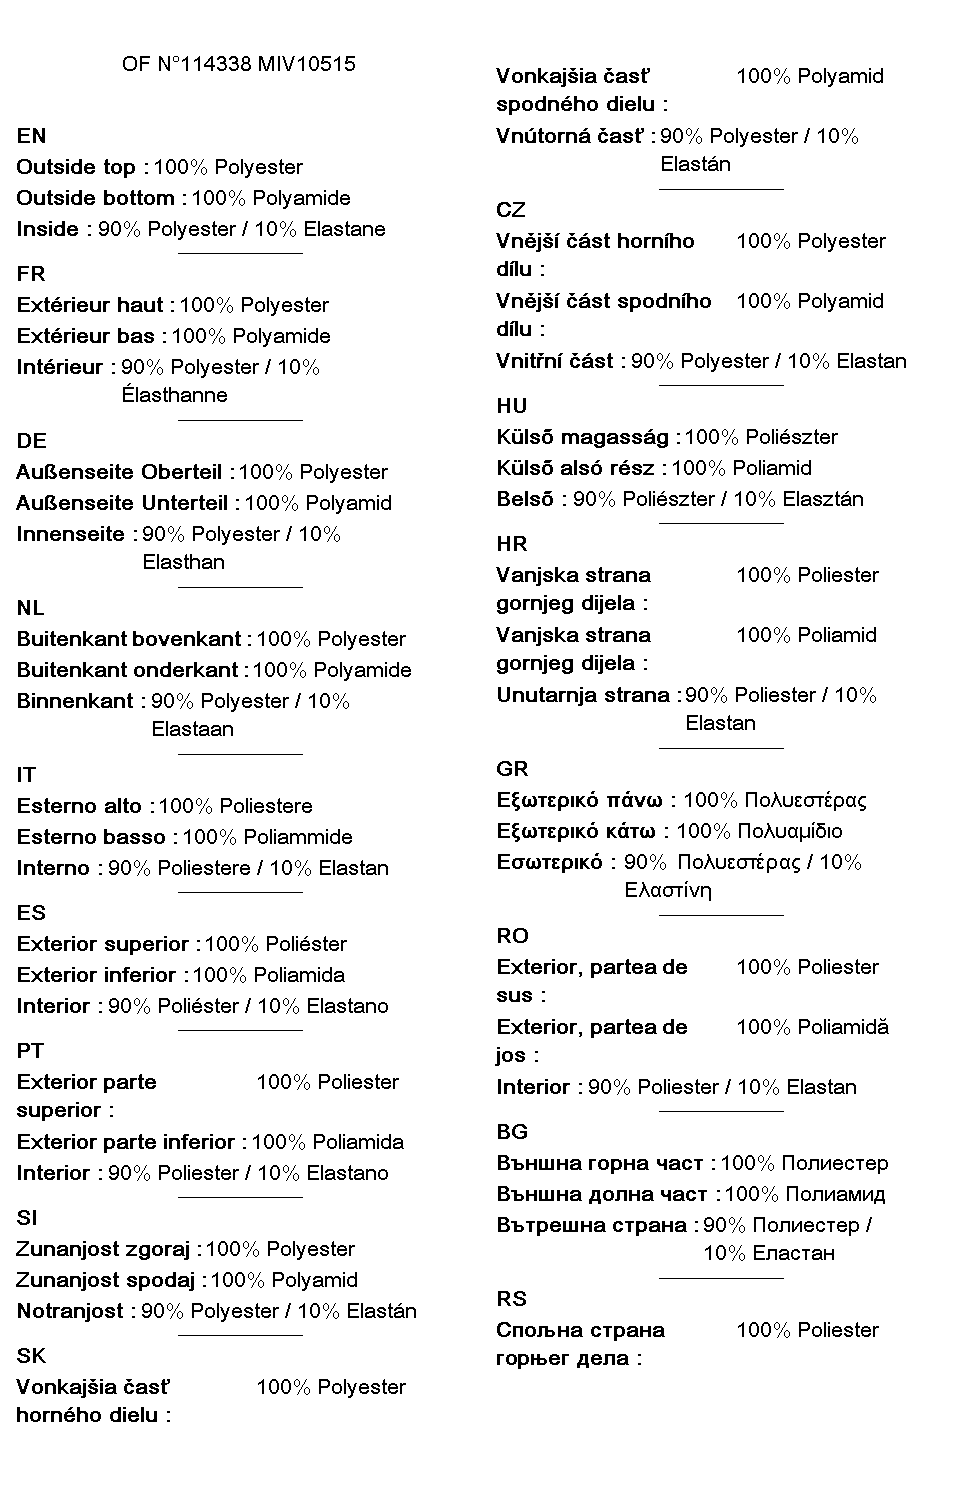 OF N°114338 MIV10515
EN
Outside top : 100% Polyester
Outside bottom : 100% Polyamide
Inside : 90% Polyester / 10% Elastane
FR
Extérieur haut : 100% Polyester
Extérieur bas : 100% Polyamide
Intérieur : 90% Polyester / 10%
Élasthanne
DE
Außenseite Oberteil : 100% Polyester
Außenseite Unterteil : 100% Polyamid
Innenseite : 90% Polyester / 10%
Elasthan
NL
Buitenkant bovenkant : 100% Polyester
Buitenkant onderkant : 100% Polyamide
Binnenkant : 90% Polyester / 10%
Elastaan
IT
Esterno alto : 100% Poliestere
Esterno basso : 100% Poliammide
Interno : 90% Poliestere / 10% Elastan
ES
Exterior superior : 100% Poliéster
Exterior inferior : 100% Poliamida
Interior : 90% Poliéster / 10% Elastano
PT
Exterior parte 100% Poliester
superior :
Exterior parte inferior : 100% Poliamida
Interior : 90% Poliester / 10% Elastano
SI
Zunanjost zgoraj : 100% Polyester
Zunanjost spodaj : 100% Polyamid
Notranjost : 90% Polyester / 10% Elastán
SK
Vonkajšia časť 100% Polyester
horného dielu :
Vonkajšia časť 100% Polyamid
spodného dielu :
Vnútorná časť : 90% Polyester / 10%
Elastán
CZ
Vnější část horního 100% Polyester
dílu :
Vnější část spodního 100% Polyamid
dílu :
Vnitřní část : 90% Polyester / 10% Elastan
HU
Külső magasság : 100% Poliészter
Külső alsó rész : 100% Poliamid
Belső : 90% Poliészter / 10% Elasztán
HR
Vanjska strana 100% Poliester
gornjeg dijela :
Vanjska strana 100% Poliamid
gornjeg dijela :
Unutarnja strana : 90% Poliester / 10%
Elastan
GR
Εξωτερικό πάνω : 100% Πολυεστέρας
Εξωτερικό κάτω : 100% Πολυαμίδιο
Εσωτερικό : 90% Πολυεστέρας / 10%
Ελαστίνη
RO
Exterior, partea de 100% Poliester
sus :
Exterior, partea de 100% Poliamidă
jos :
Interior : 90% Poliester / 10% Elastan
BG
Външна горна част : 100% Полиестер
Външна долна част : 100% Полиамид
Вътрешна страна : 90% Полиестер /
10% Еластан
RS
Спољна страна 100% Poliester
горњег дела :